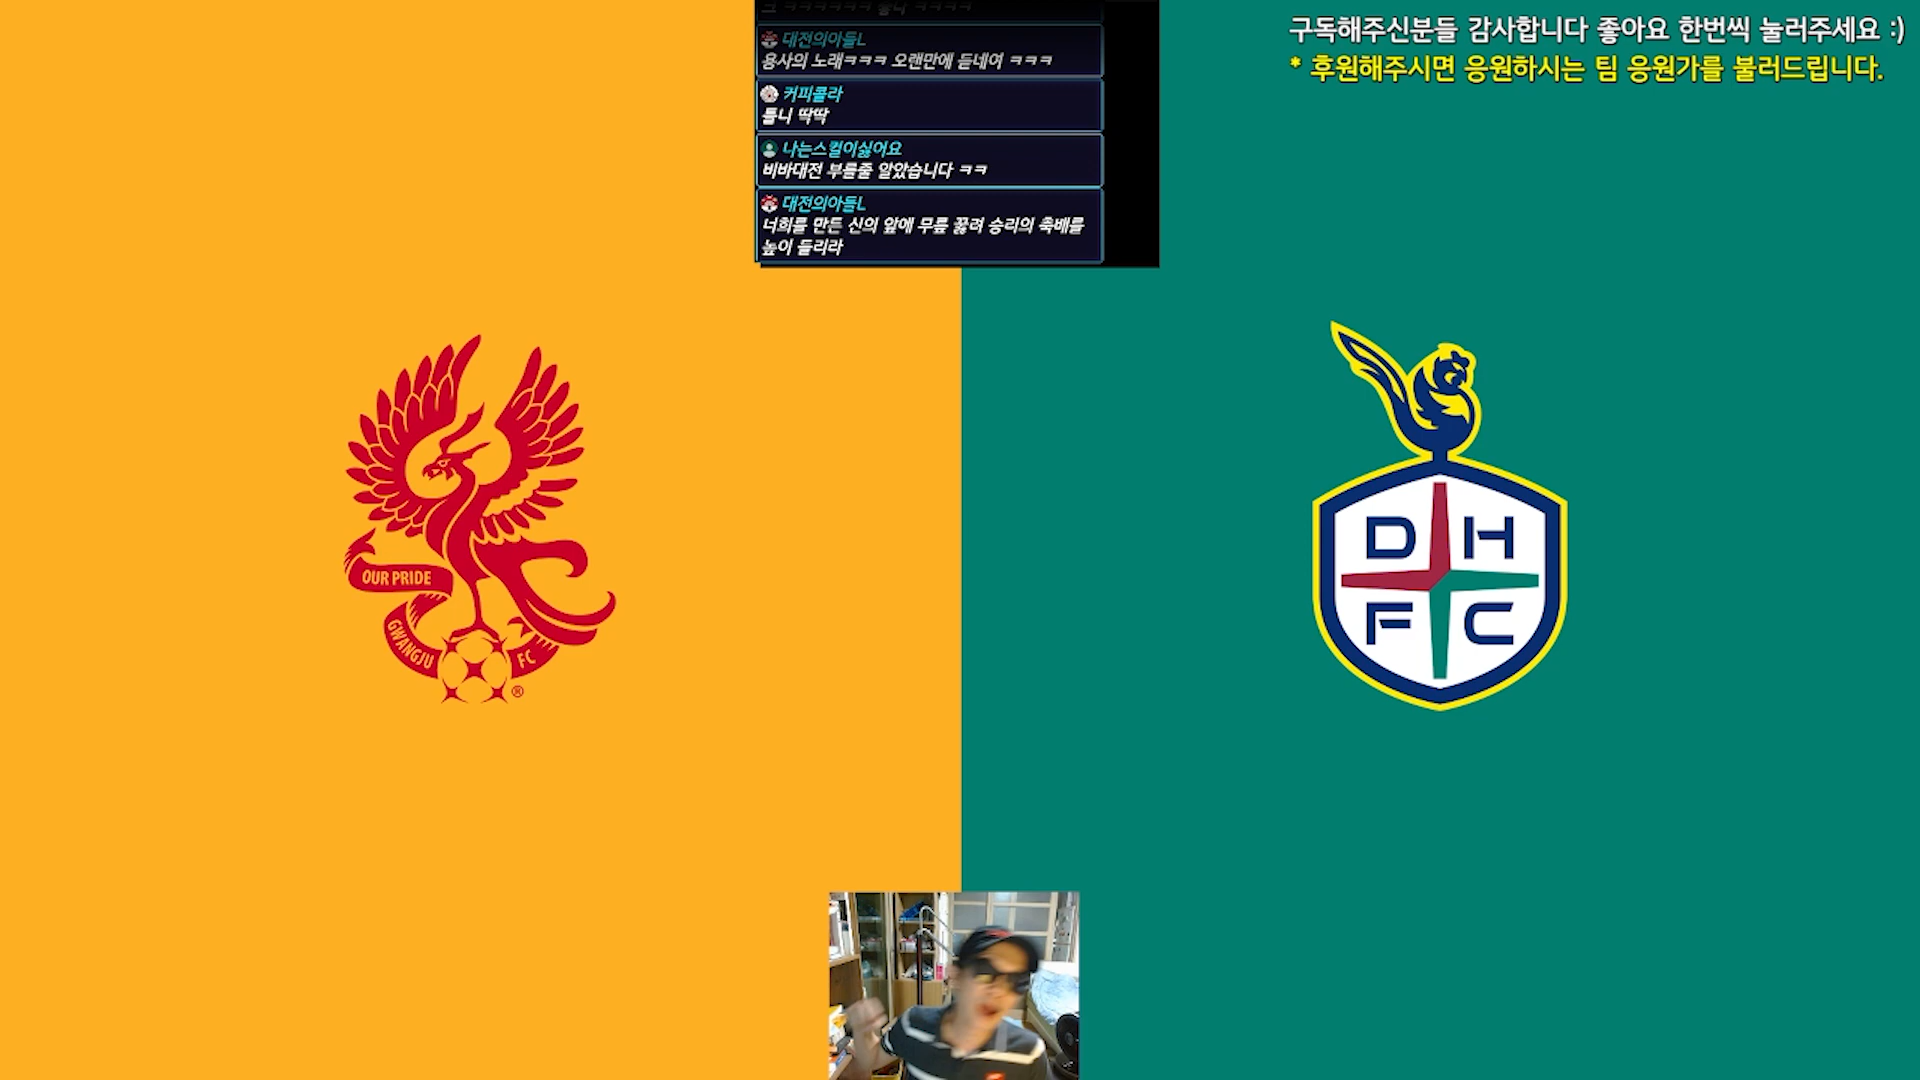 대전의아들L
용사의 노래ㅋㅋㅋ 오랜만에 듣네여 ㅋㅋㅋ
커피콜라
틀니 딱딱
나는스컬이싫어요
비바대전 부를줄 알았습니다 ㅋㅋ
대전의아들L
너희를 만든 신의 앞에 무릎 꿇려 승리의 축배를
높이 들리라
구독해주신분들 감사합니다 좋아요 한번씩 눌러주세요 :)
* 후원해주시면 응원하시는 팀 응원가를 불러드립니다.
OUR PRIDE
GWANGJU
FC
®
D H
F C